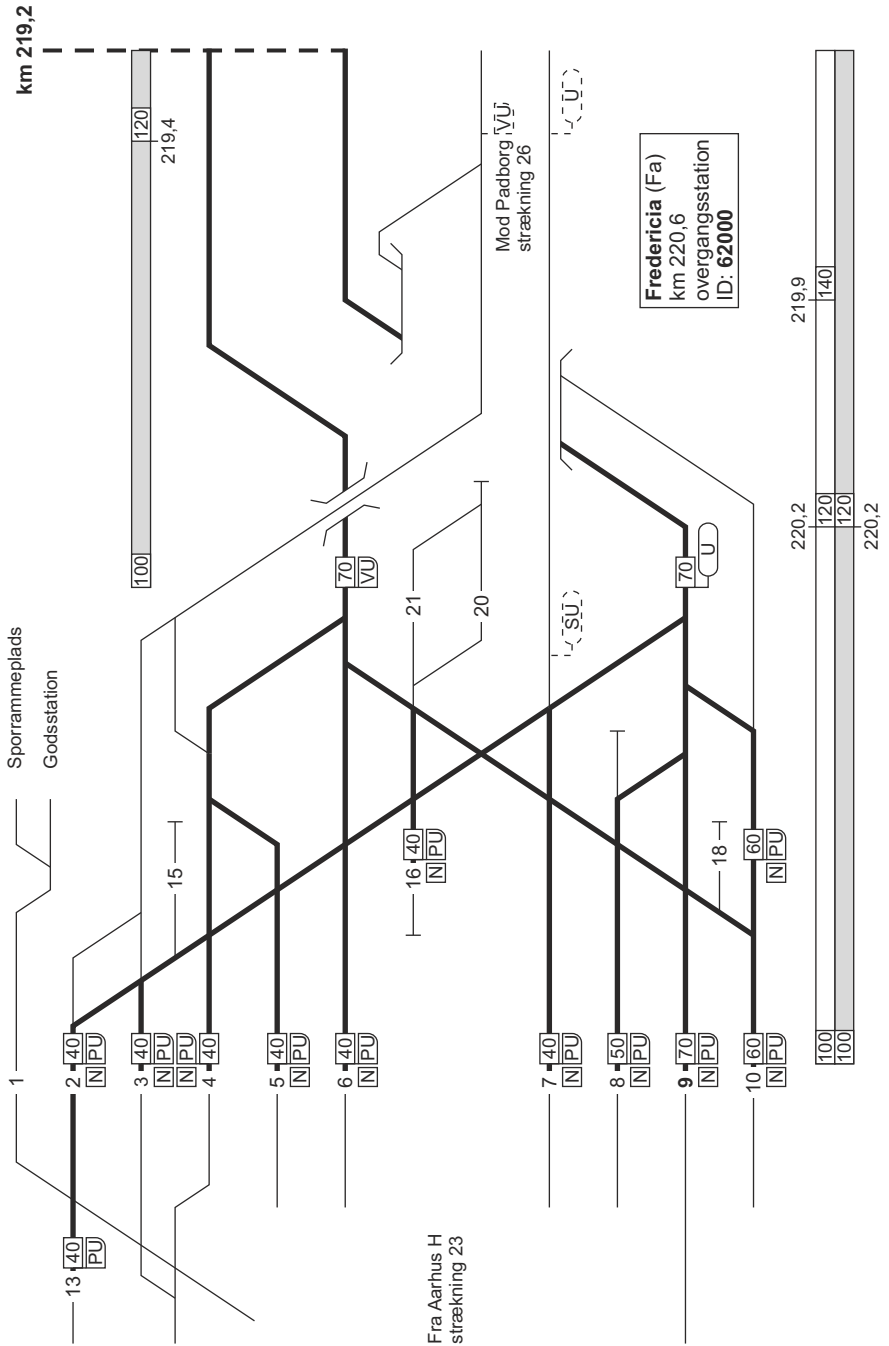 km 219,2
Sporrammeplads
Godsstation
1
100
120
219,4
13
40
PU
2
N
40
PU
3
N
40
PU
15
4
N
40
PU
5
N
40
PU
6
N
40
PU
70
VU
16
N
40
PU
21
20
Mod Padborg
strækning 26
VU
Fra Aarhus H
strækning 23
7
N
40
PU
SU
U
8
N
50
PU
9
N
70
PU
70
U
18
10
N
60
PU
N
60
PU
Fredericia (Fa)
km 220,6
overgangsstation
ID: 62000
220,2
219,9
100
120
140
100
120
220,2